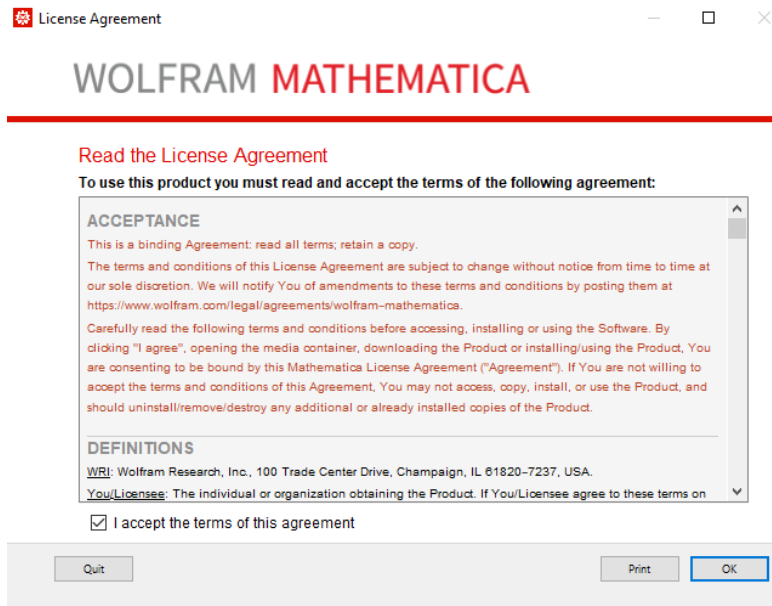 License Agreement
WOLFRAM MATHEMATICA
Read the License Agreement
To use this product you must read and accept the terms of the following agreement:
ACCEPTANCE
This is a binding Agreement: read all terms; retain a copy.
The terms and conditions of this License Agreement are subject to change without notice from time to time at
our sole discretion. We will notify You of amendments to these terms and conditions by posting them at
https://www.wolfram.com/legal/agreements/wolfram-mathematica.
Carefully read the following terms and conditions before accessing, installing or using the Software. By
clicking "I agree", opening the media container, downloading the Product or installing/using the Product, You
are consenting to be bound by this Mathematica License Agreement ("Agreement"). If You are not willing to
accept the terms and conditions of this Agreement, You may not access, copy, install, or use the Product, and
should uninstall/remove/destroy any additional or already installed copies of the Product.
DEFINITIONS
WRI: Wolfram Research, Inc., 100 Trade Center Drive, Champaign, IL 61820-7237, USA.
You/Licensee: The individual or organization obtaining the Product. If You/Licensee agree to these terms on
I accept the terms of this agreement
Quit
Print
OK